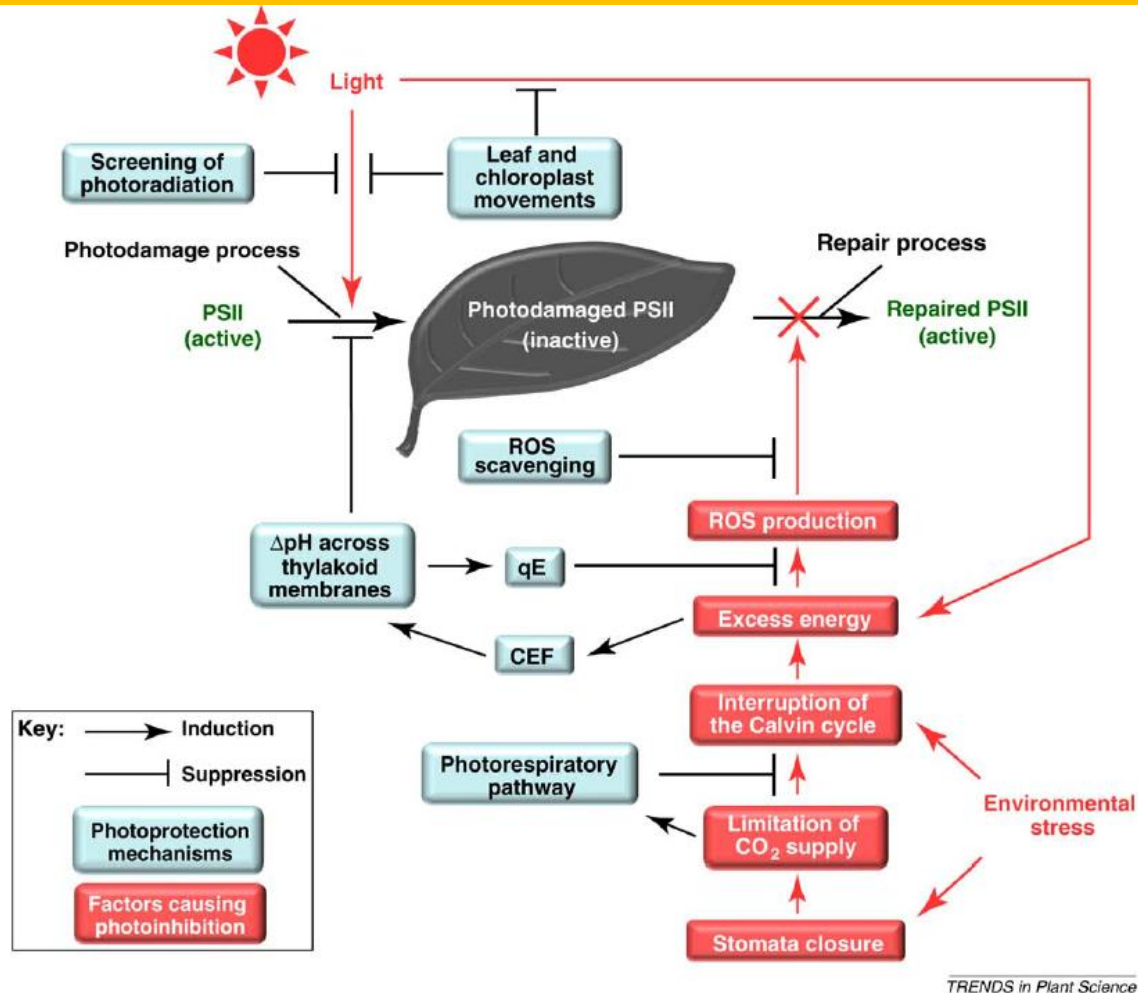 Light
Screening of
photoradiation
Leaf and
chloroplast
movements
Photodamage process
Repair process
PSII
(active)
Photodamaged PSII
(inactive)
Repaired PSII
(active)
ROS
scavenging
ROS production
ΔpH across
thylakoid
membranes
qE
Excess energy
CEF
Interruption of
the Calvin cycle
Key:
Induction
Suppression
Photoprotection
mechanisms
Factors causing
photoinhibition
Photorespiratory
pathway
Environmental
stress
Limitation of
CO₂ supply
Stomata closure
TRENDS in Plant Science